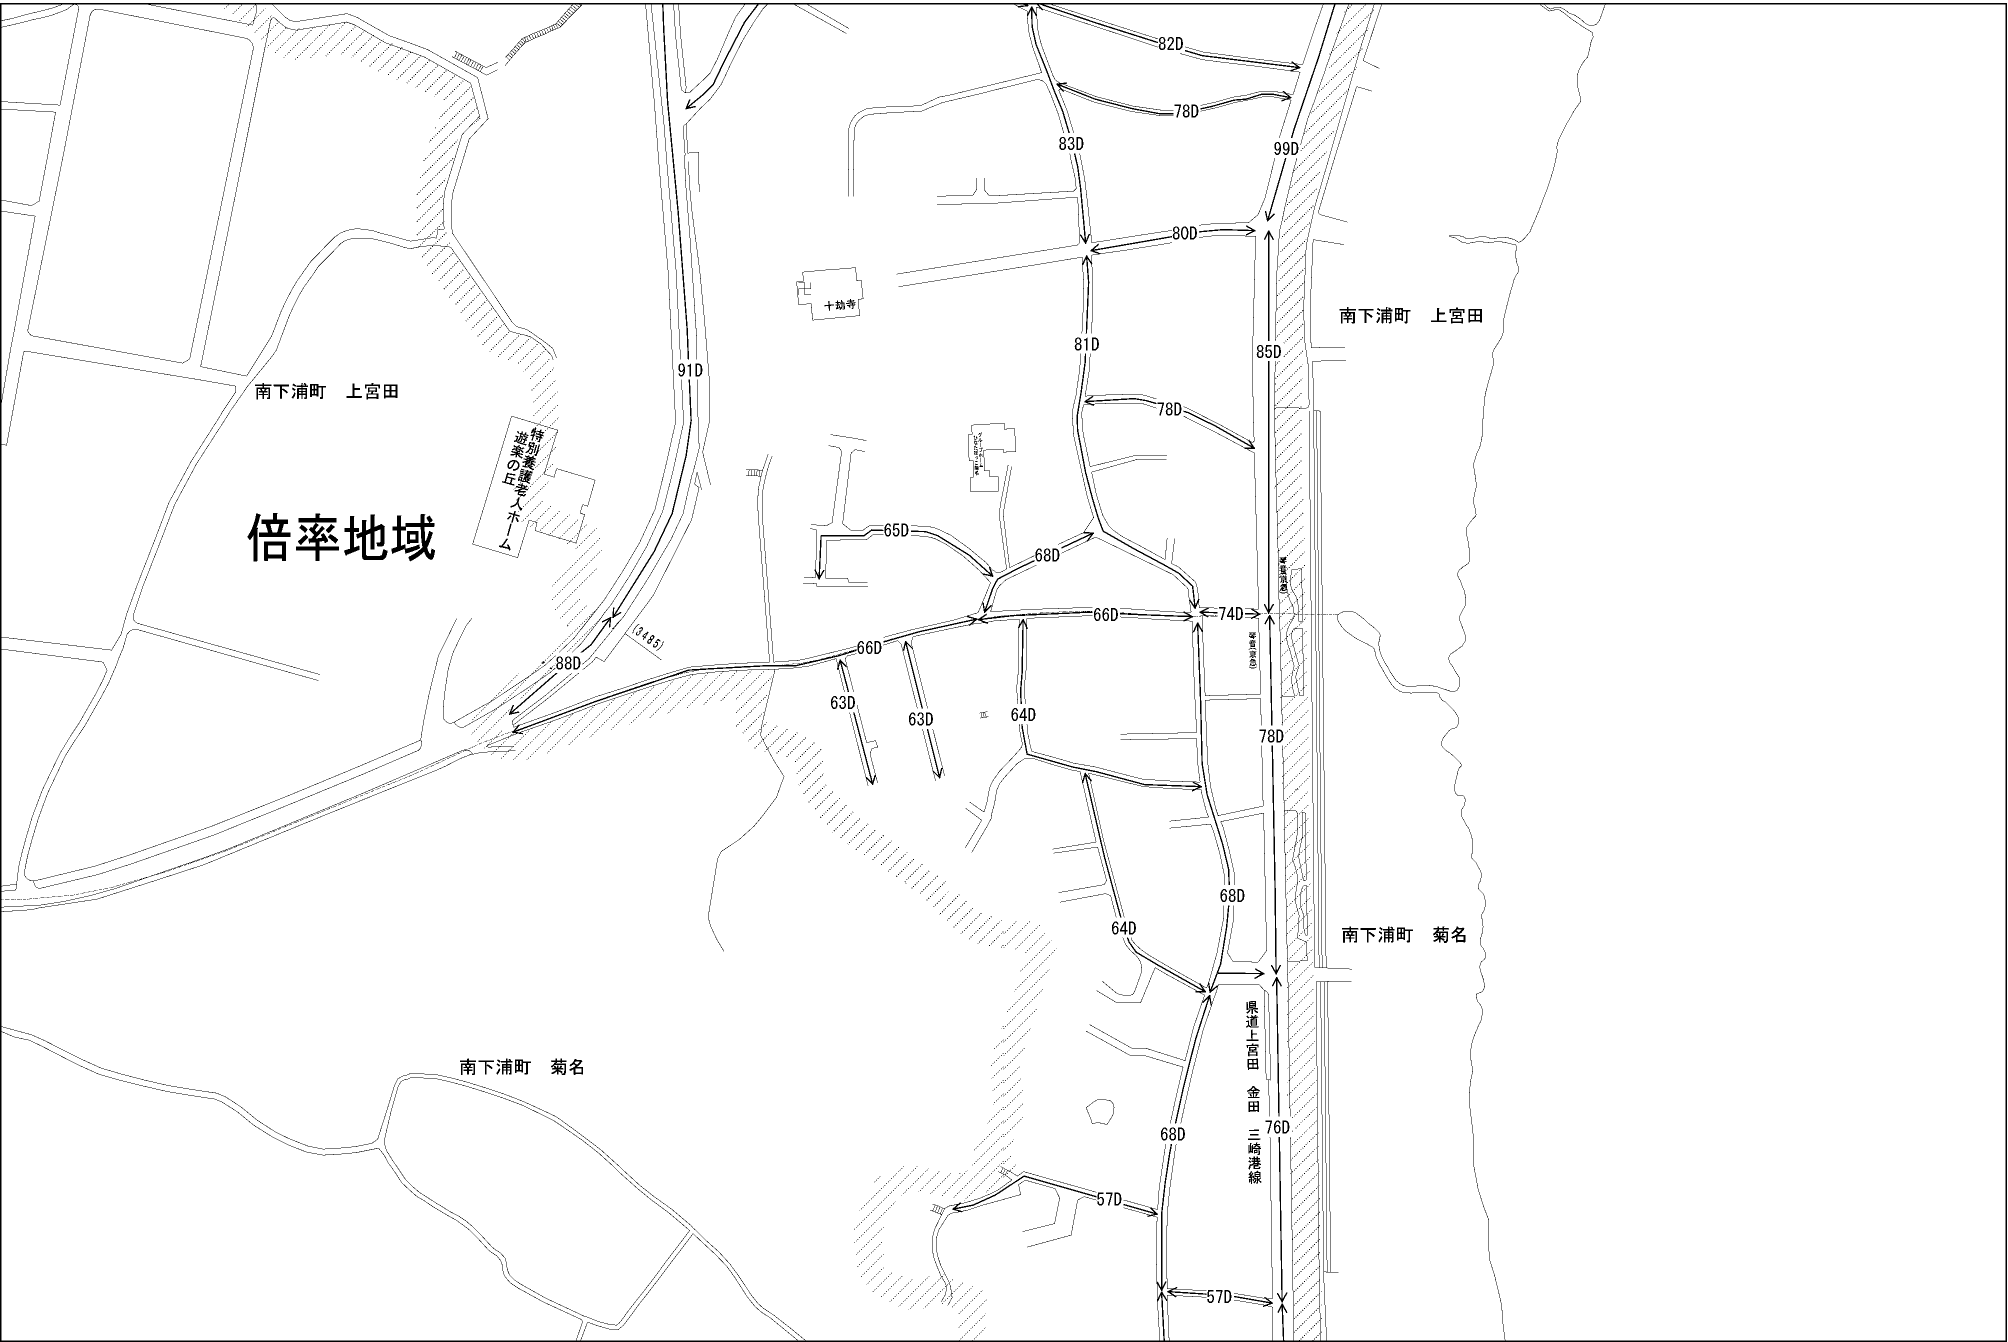 82D
78D
83D
99D
80D
十劫寺
南下浦町　上宮田
81D
85D
91D
南下浦町　上宮田
78D
特別養護老人ホーム
遊楽の丘
倍率地域
65D
68D
66D
74D
(3485)
66D
88D
63D
63D
64D
78D
68D
64D
南下浦町　菊名
県道上宮田　金田　三崎港線
南下浦町　菊名
76D
68D
57D
57D